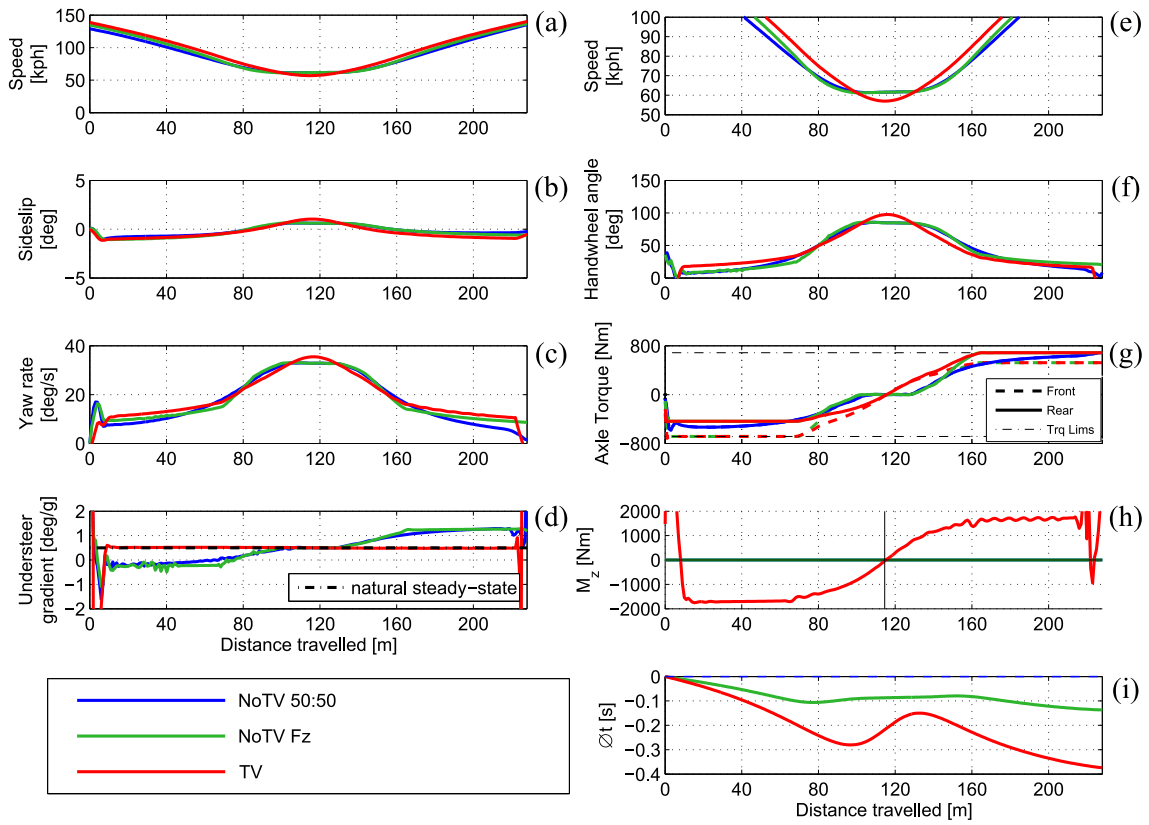 (a)
Speed
[kph]
150
100
50
0
0 40 80 120 160 200
(b)
Sideslip
[deg]
5
0
−5
0 40 80 120 160 200
(c)
Yaw rate
[deg/s]
40
20
0
0 40 80 120 160 200
(d)
Understeer
gradient [deg/g]
2
1
0
1
2
natural steady−state
0 40 80 120 160 200
Distance travelled [m]
NoTV 50:50
NoTV Fz
TV
(e)
Speed
[kph]
100
90
80
70
60
50
0 40 80 120 160 200
(f)
Handwheel angle
[deg]
150
100
50
0
0 40 80 120 160 200
(g)
Axle Torque [Nm]
800
0
−800
Front
Rear
Trq Lims
0 40 80 120 160 200
(h)
Mz [Nm]
2000
1000
0
−1000
−2000
0 40 80 120 160 200
(i)
∅t [s]
0
−0.1
−0.2
−0.3
−0.4
0 40 80 120 160 200
Distance travelled [m]